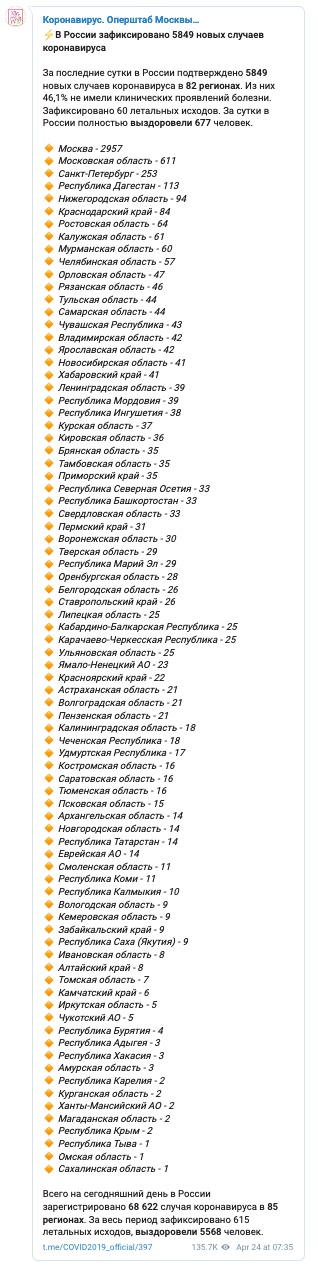 Коронавирус. Оперштаб Москвы...
⚡В России зафиксировано 5849 новых случаев
коронавируса
За последние сутки в России подтверждено 5849
новых случаев коронавируса в 82 регионах. Из них
46,1% не имели клинических проявлений болезни.
Зафиксировано 60 летальных исходов. За сутки в
России полностью выздоровели 677 человек.
🔸 Москва - 2957
🔸 Московская область - 611
🔸 Санкт-Петербург - 253
🔸 Республика Дагестан - 113
🔸 Нижегородская область - 94
🔸 Краснодарский край - 84
🔸 Ростовская область - 64
🔸 Калужская область - 61
🔸 Мурманская область - 60
🔸 Челябинская область - 57
🔸 Орловская область - 47
🔸 Рязанская область - 46
🔸 Тульская область - 44
🔸 Самарская область - 44
🔸 Чувашская Республика - 43
🔸 Владимирская область - 42
🔸 Ярославская область - 42
🔸 Новосибирская область - 41
🔸 Хабаровский край - 41
🔸 Ленинградская область - 39
🔸 Республика Мордовия - 39
🔸 Республика Ингушетия - 38
🔸 Курская область - 37
🔸 Кировская область - 36
🔸 Брянская область - 35
🔸 Тамбовская область - 35
🔸 Приморский край - 35
🔸 Республика Северная Осетия - 33
🔸 Республика Башкортостан - 33
🔸 Свердловская область - 33
🔸 Пермский край - 31
🔸 Воронежская область - 30
🔸 Тверская область - 29
🔸 Республика Марий Эл - 29
🔸 Оренбургская область - 28
🔸 Белгородская область - 26
🔸 Ставропольский край - 26
🔸 Липецкая область - 25
🔸 Кабардино-Балкарская Республика - 25
🔸 Карачаево-Черкесская Республика - 25
🔸 Ульяновская область - 25
🔸 Ямало-Ненецкий АО - 23
🔸 Красноярский край - 22
🔸 Астраханская область - 21
🔸 Волгоградская область - 21
🔸 Пензенская область - 21
🔸 Калининградская область - 18
🔸 Чеченская Республика - 18
🔸 Удмуртская Республика - 17
🔸 Костромская область - 16
🔸 Саратовская область - 16
🔸 Тюменская область - 16
🔸 Псковская область - 15
🔸 Архангельская область - 14
🔸 Новгородская область - 14
🔸 Республика Татарстан - 14
🔸 Еврейская АО - 14
🔸 Смоленская область - 11
🔸 Республика Коми - 11
🔸 Республика Калмыкия - 10
🔸 Вологодская область - 9
🔸 Кемеровская область - 9
🔸 Забайкальский край - 9
🔸 Республика Саха (Якутия) - 9
🔸 Ивановская область - 8
🔸 Алтайский край - 8
🔸 Томская область - 7
🔸 Камчатский край - 6
🔸 Иркутская область - 5
🔸 Чукотский АО - 5
🔸 Республика Бурятия - 4
🔸 Республика Адыгея - 3
🔸 Республика Хакасия - 3
🔸 Амурская область - 3
🔸 Республика Карелия - 2
🔸 Курганская область - 2
🔸 Ханты-Мансийский АО - 2
🔸 Магаданская область - 2
🔸 Республика Крым - 2
🔸 Республика Тыва - 1
🔸 Омская область - 1
🔸 Сахалинская область - 1
Всего на сегодняшний день в России
зарегистрировано 68 622 случая коронавируса в 85
регионах. За весь период зафиксировано 615
летальных исходов, выздоровели 5568 человек.
t.me/COVID2019_official/397 135.7K Apr 24 at 07:35